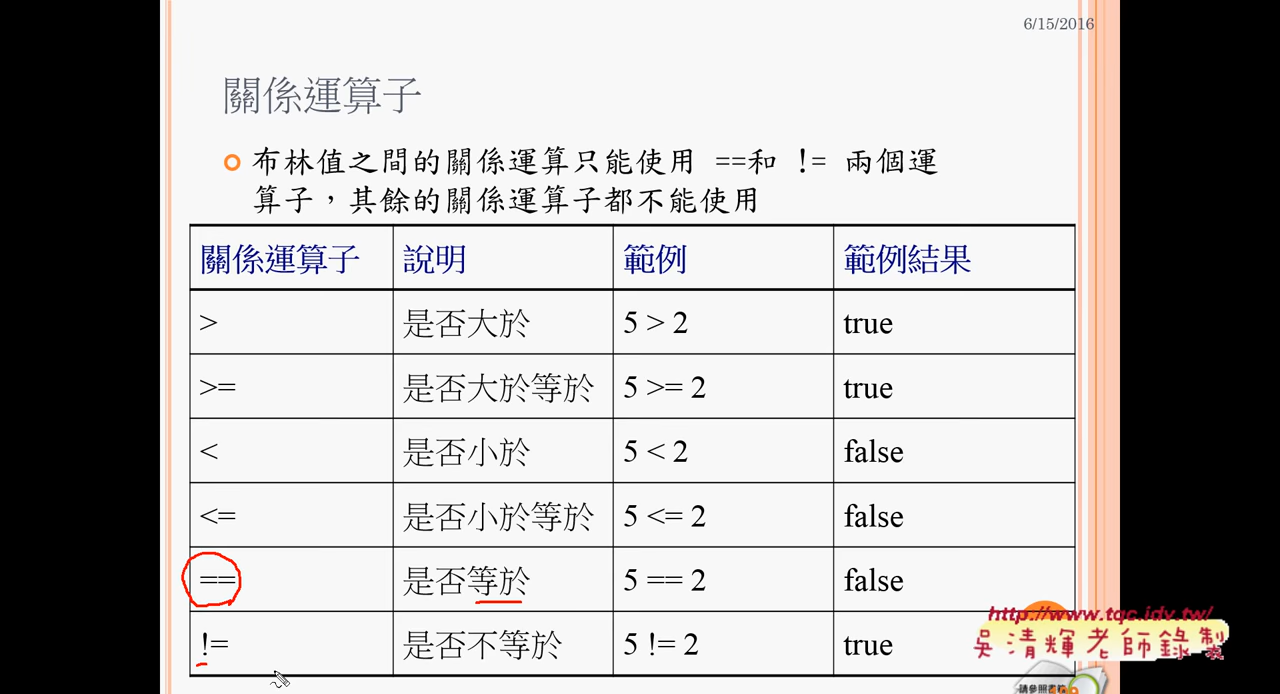 6/15/2016
關係運算子
布林值之間的關係運算只能使用 ==和 != 兩個運
算子，其餘的關係運算子都不能使用
關係運算子 說明 範例 範例結果
> 是否大於 5 > 2 true
>= 是否大於等於 5 >= 2 true
< 是否小於 5 < 2 false
<= 是否小於等於 5 <= 2 false
== 是否等於 5 == 2 false
!= 是否不等於 5 != 2 true
http://www.tqc.idv.tw/
吳清輝老師錄製